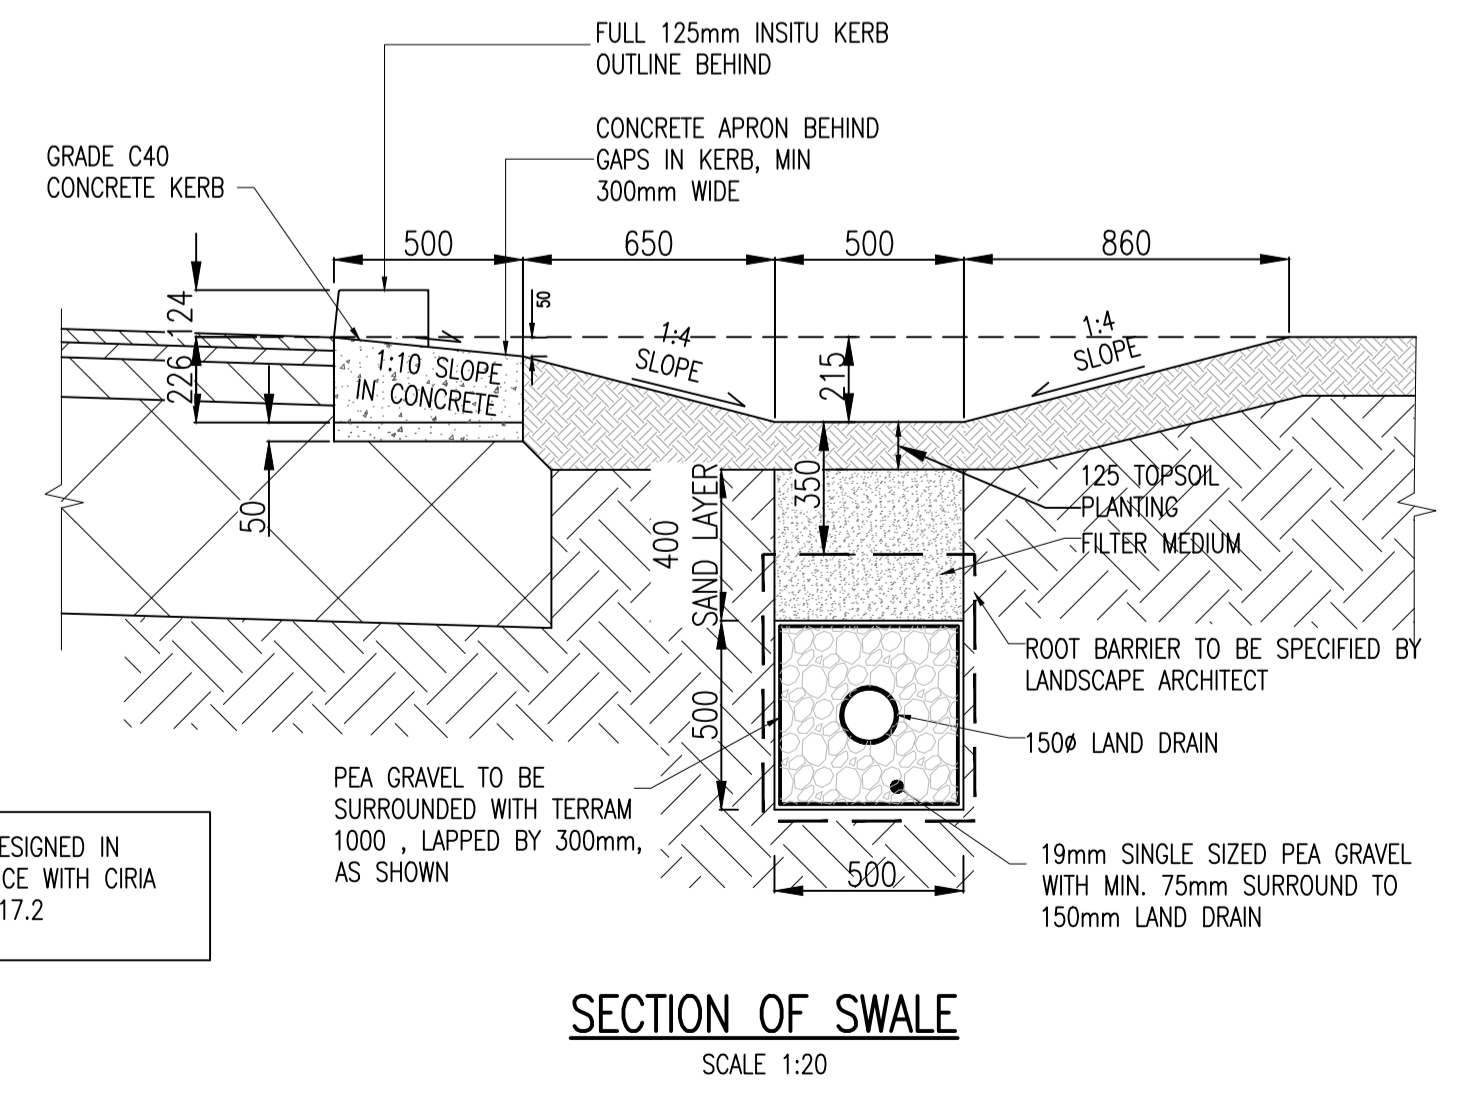 FULL 125mm INSITU KERB
OUTLINE BEHIND
CONCRETE APRON BEHIND
GAPS IN KERB, MIN
300mm WIDE
GRADE C40
CONCRETE KERB
500
650
500
860
124
50
1:4
SLOPE
1:4
SLOPE
215
226
1:10 SLOPE
IN CONCRETE
50
400
SAND LAYER
350
125 TOPSOIL
PLANTING
FILTER MEDIUM
ROOT BARRIER TO BE SPECIFIED BY
LANDSCAPE ARCHITECT
500
150ø LAND DRAIN
PEA GRAVEL TO BE
SURROUNDED WITH TERRAM
1000 , LAPPED BY 300mm,
AS SHOWN
19mm SINGLE SIZED PEA GRAVEL
WITH MIN. 75mm SURROUND TO
150mm LAND DRAIN
500
ESIGNED IN
CE WITH CIRIA
17.2
SECTION OF SWALE
SCALE 1:20